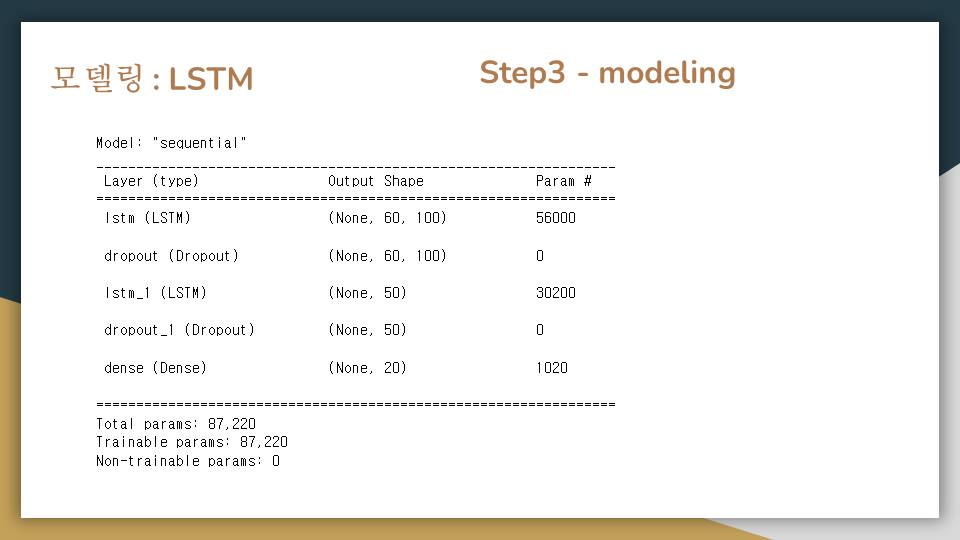 모델링 : LSTM
Step3 - modeling
Model: "sequential"
_________________________________________________________________
Layer (type) Output Shape Param #
=================================================================
lstm (LSTM) (None, 60, 100) 56000
dropout (Dropout) (None, 60, 100) 0
lstm_1 (LSTM) (None, 50) 30200
dropout_1 (Dropout) (None, 50) 0
dense (Dense) (None, 20) 1020
=================================================================
Total params: 87,220
Trainable params: 87,220
Non-trainable params: 0